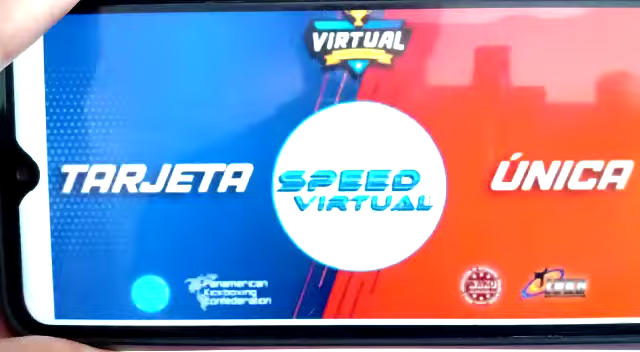 VIRTUAL
TARJETA
SPEED
VIRTUAL
ÚNICA
Panamerican
Kickboxing
Confederation